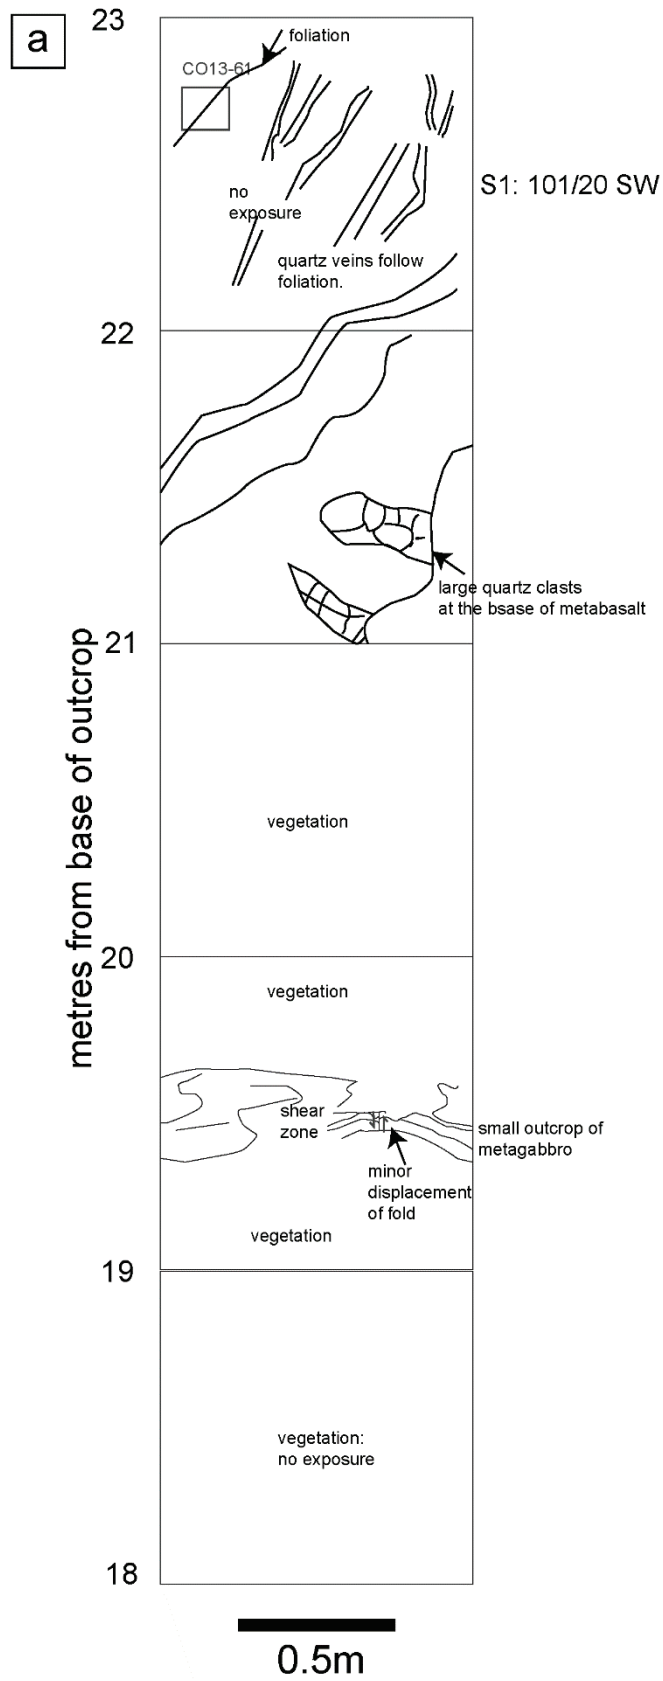 a
23
foliation
CO13-61
no
exposure
S1: 101/20 SW
quartz veins follow
foliation.
22
large quartz clasts
at the bsase of metabasalt
21
metres from base of outcrop
vegetation
20
vegetation
shear
zone
small outcrop of
metagabbro
minor
displacement
of fold
vegetation
19
vegetation:
no exposure
18
0.5m